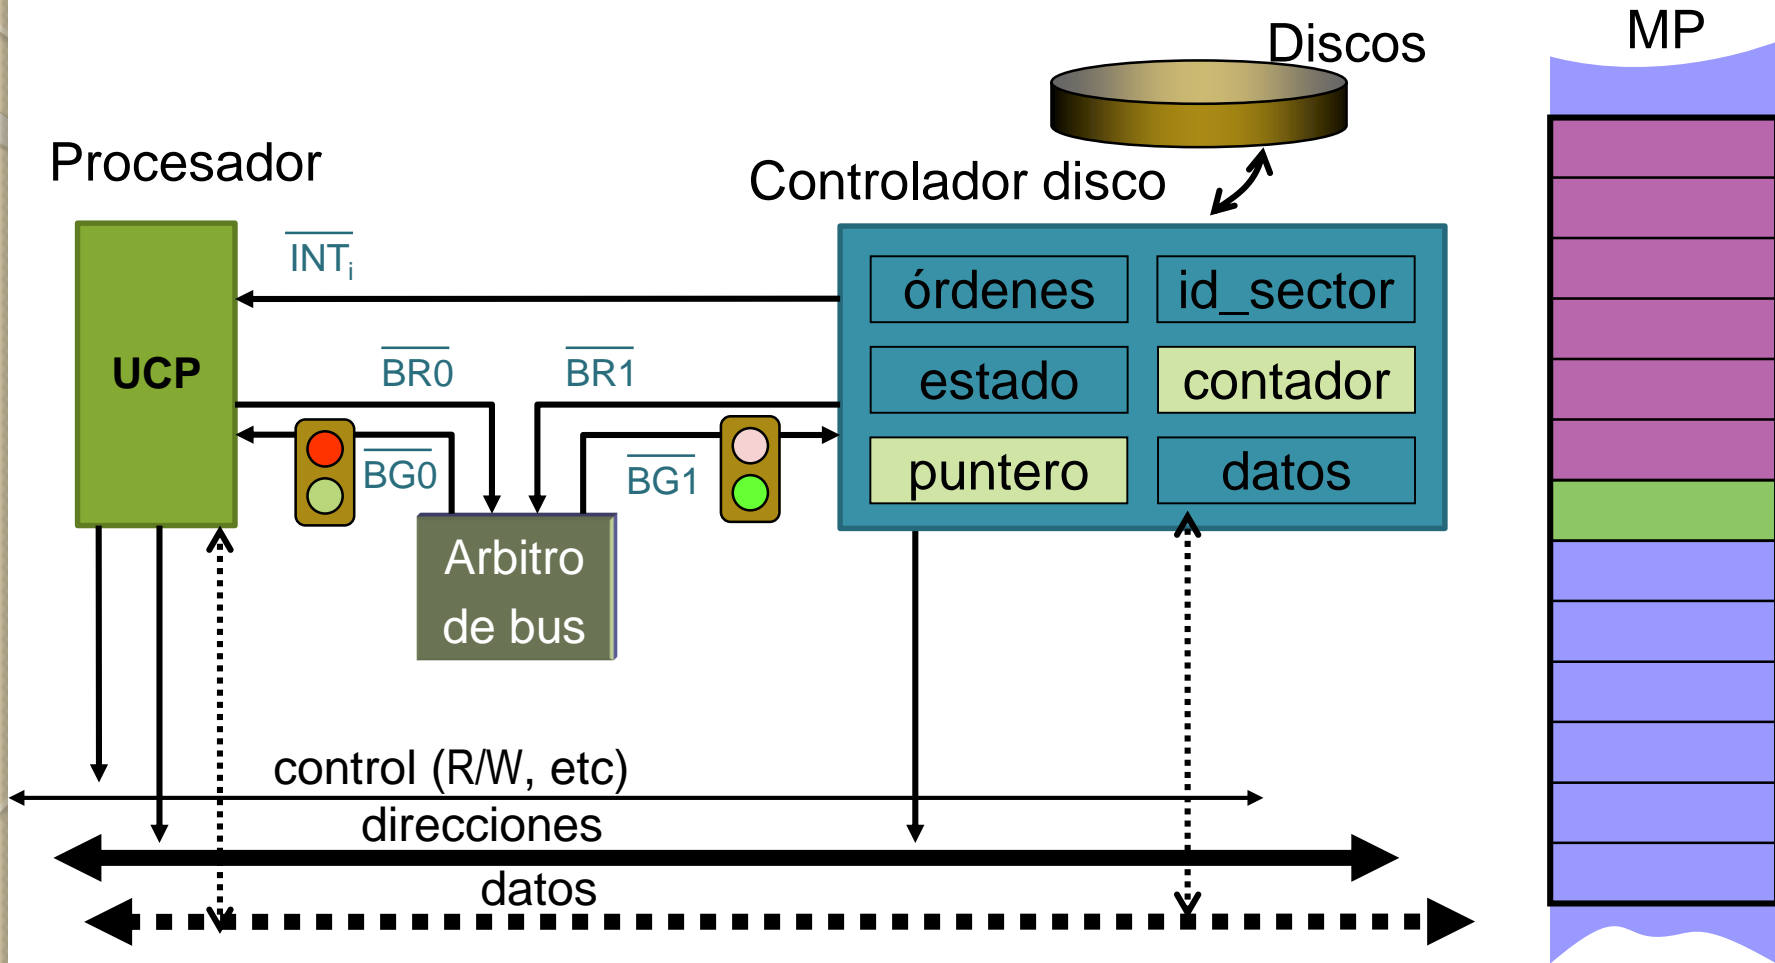 MP
Discos
Procesador
Controlador disco
INTi
órdenes
id_sector
UCP
BR0
BR1
estado
contador
BG0
BG1
puntero
datos
Arbitro
de bus
control (R/W, etc)
direcciones
datos